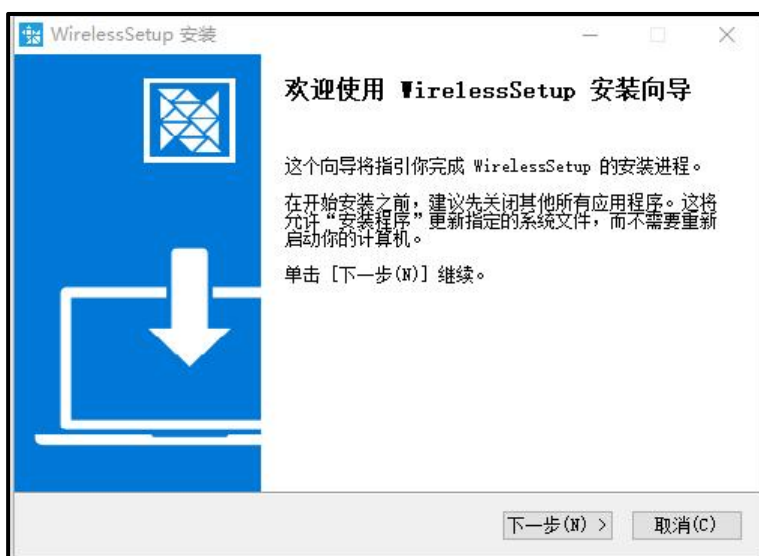 WirelessSetup 安装
欢迎使用 WirelessSetup 安装向导
这个向导将指引你完成 WirelessSetup 的安装进程。
在开始安装之前，建议先关闭其他所有应用程序。这将
允许“安装程序”更新指定的系统文件，而不需要重新
启动你的计算机。
单击 [下一步(N)] 继续。
下一步(N) >
取消(C)